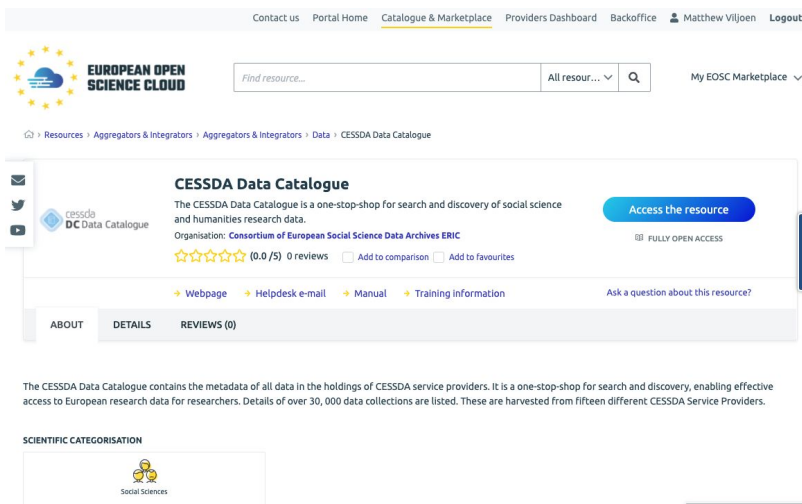 Contact us Portal Home Catalogue & Marketplace Providers Dashboard Backoffice Matthew Viljoen Logout
EUROPEAN OPEN
SCIENCE CLOUD
Find resource...
All resour...
My EOSC Marketplace
Resources > Aggregators & Integrators > Aggregators & Integrators > Data > CESSDA Data Catalogue
cessda
DC Data Catalogue
CESSDA Data Catalogue
The CESSDA Data Catalogue is a one-stop-shop for search and discovery of social science
and humanities research data.
Organisation: Consortium of European Social Science Data Archives ERIC
(0.0 /5) 0 reviews Add to comparison Add to favourites
Access the resource
FULLY OPEN ACCESS
→ Webpage → Helpdesk e-mail → Manual → Training information
Ask a question about this resource?
ABOUT DETAILS REVIEWS (0)
The CESSDA Data Catalogue contains the metadata of all data in the holdings of CESSDA service providers. It is a one-stop-shop for search and discovery, enabling effective
access to European research data for researchers. Details of over 30, 000 data collections are listed. These are harvested from fifteen different CESSDA Service Providers.
SCIENTIFIC CATEGORISATION
Social Sciences